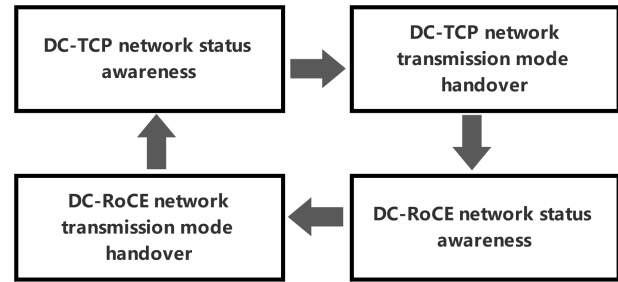 DC-TCP network status
awareness
DC-TCP network
transmission mode
handover
DC-RoCE network
transmission mode
handover
DC-RoCE network status
awareness